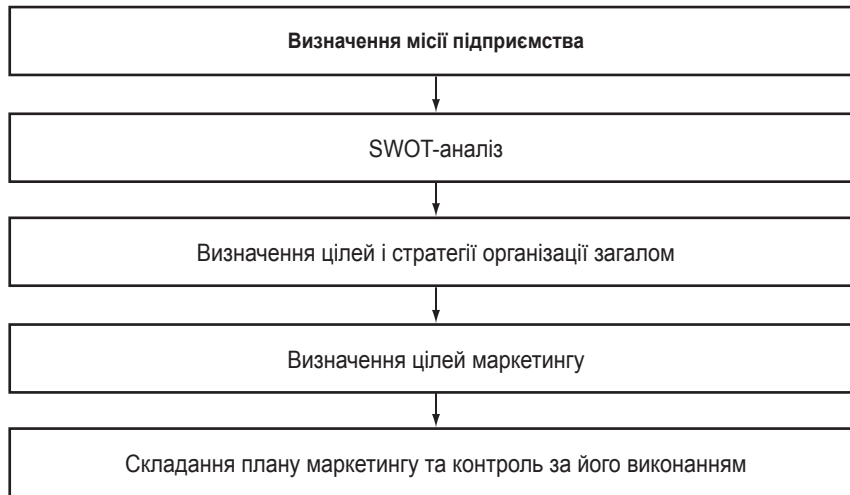 Визначення місії підприємства
SWOT-аналіз
Визначення цілей і стратегії організації загалом
Визначення цілей маркетингу
Складання плану маркетингу та контроль за його виконанням